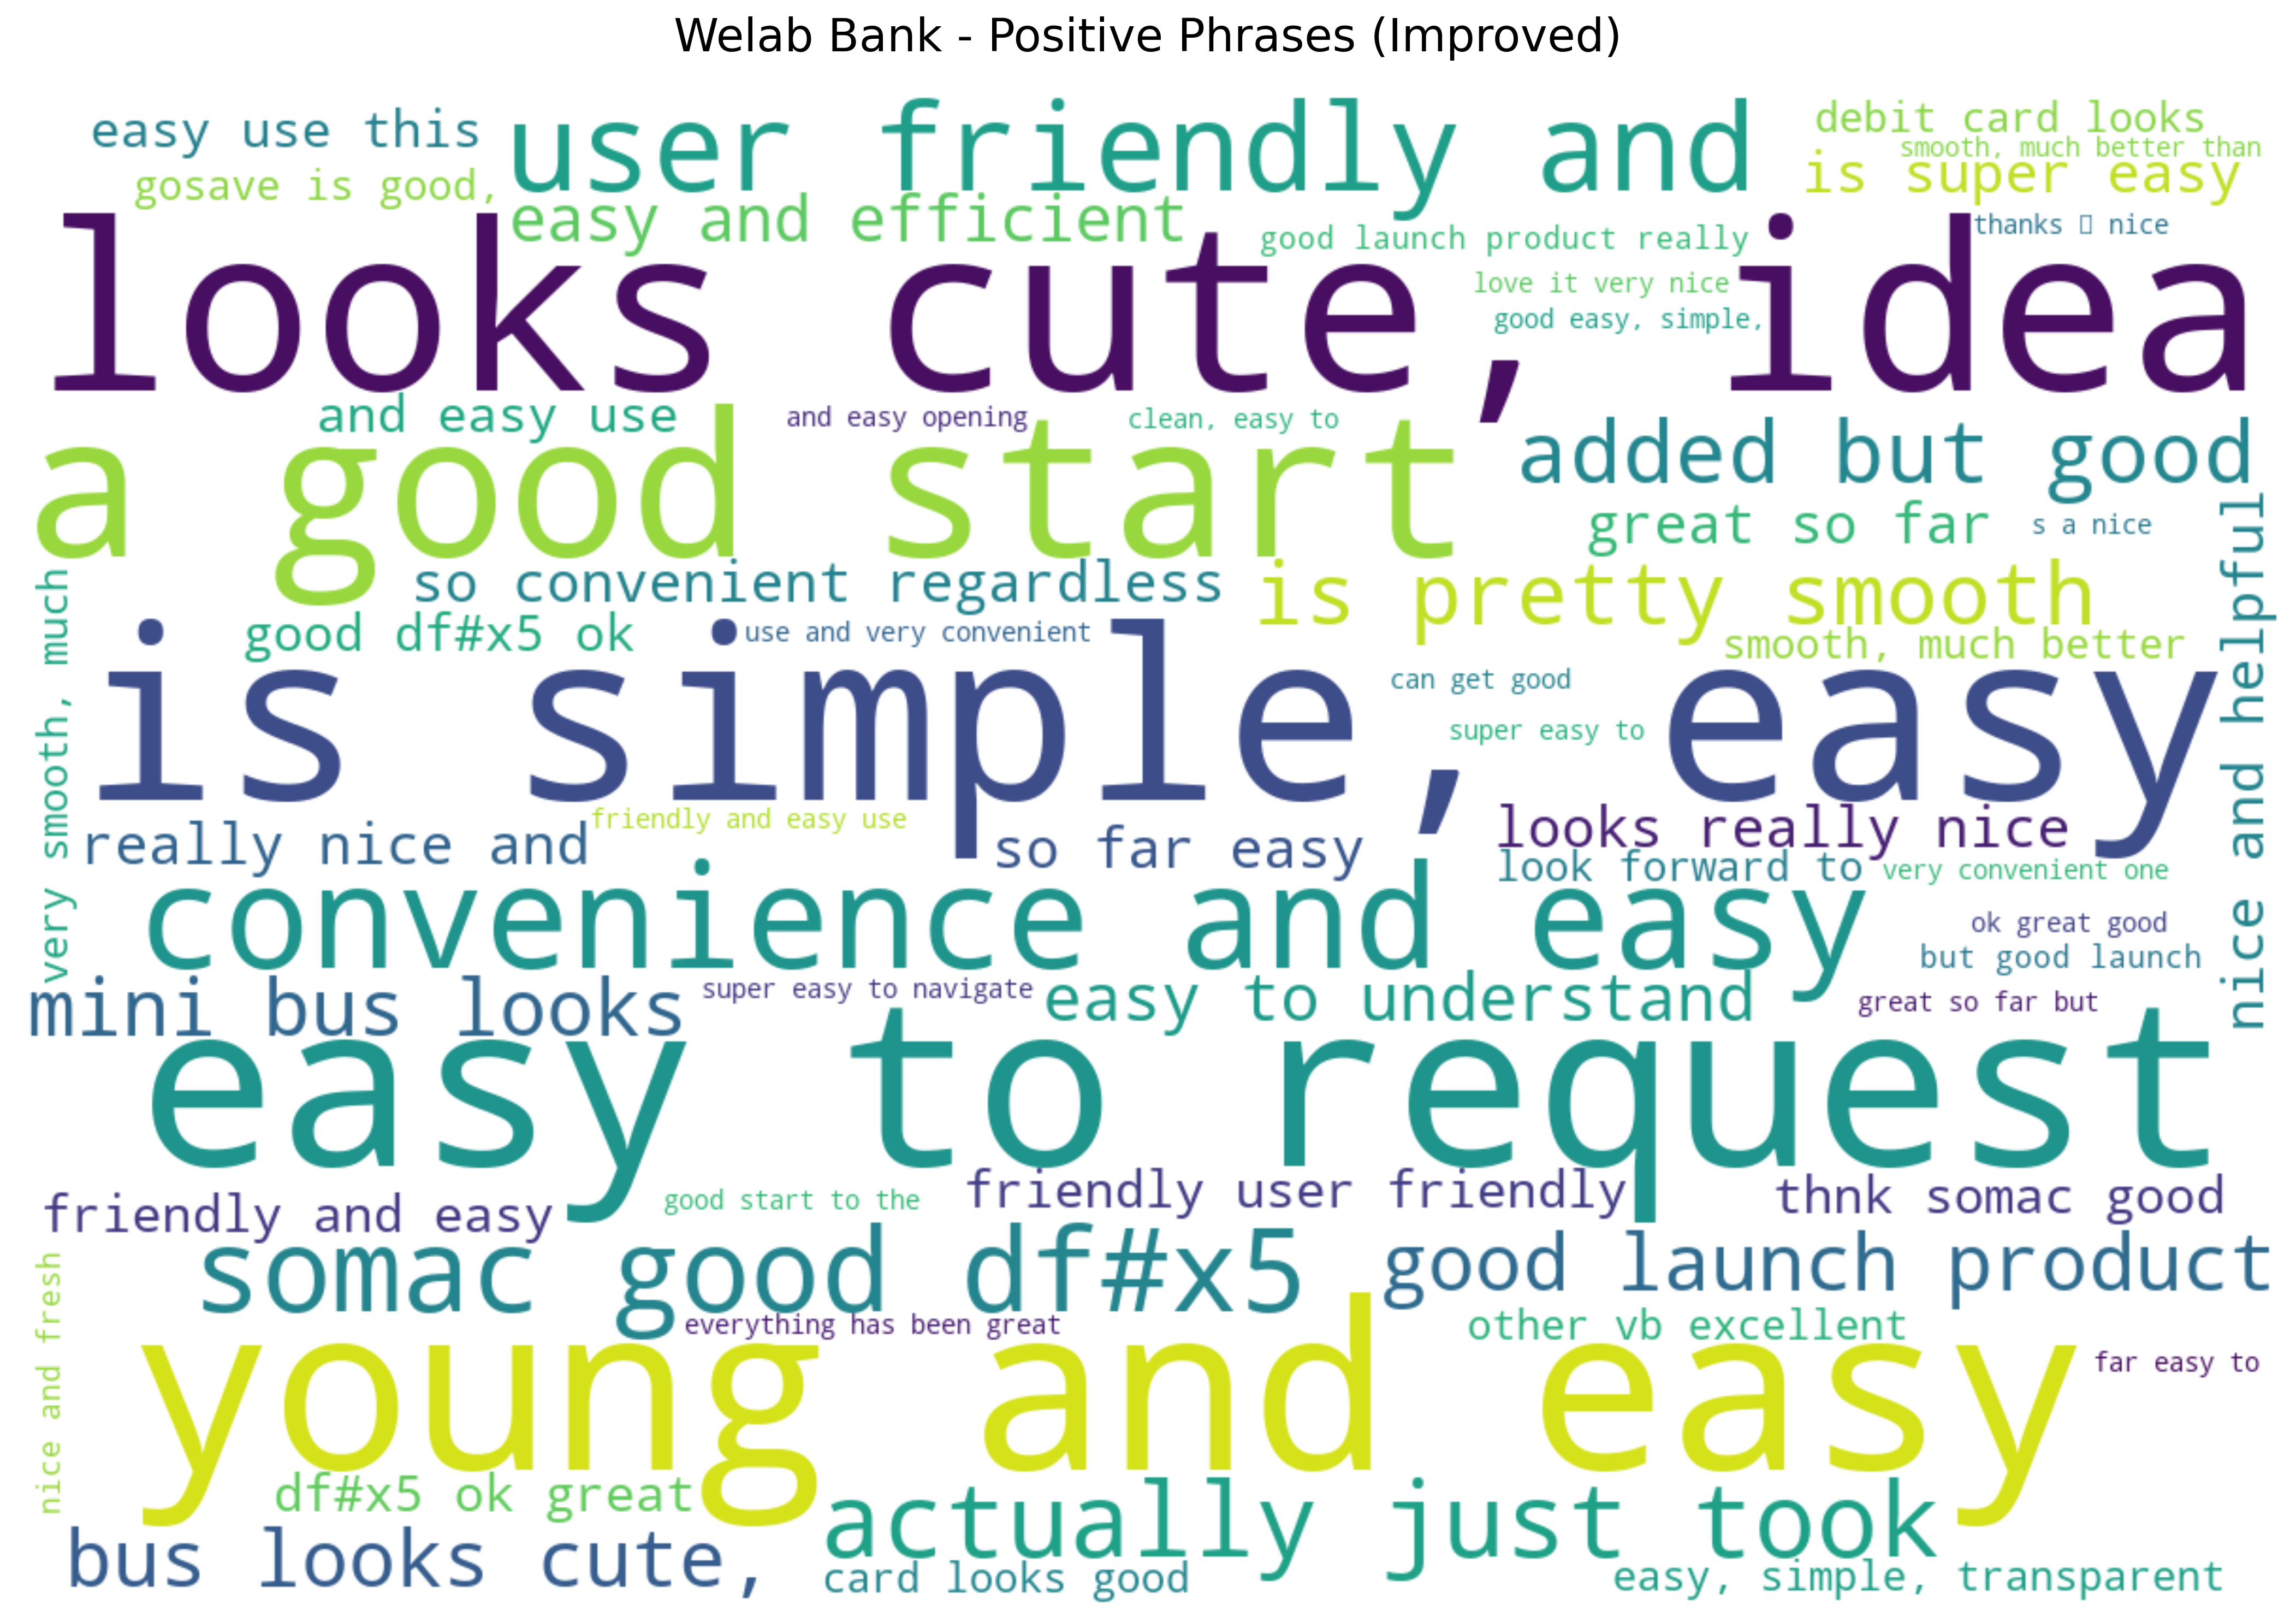 Welab Bank - Positive Phrases (Improved)
easy use this
user friendly and
debit card looks
smooth, much better than
gosave is good,
is super easy
easy and efficient
good launch product really
thanks ▯ nice
looks cute, idea
love it very nice
good easy, simple,
and easy use
and easy opening
clean, easy to
a good start
added but good
great so far
s a nice
so convenient regardless
is pretty smooth
good df#x5 ok
use and very convenient
smooth, much better
is simple, easy
can get good
super easy to
very smooth, much
nice and helpful
friendly and easy use
really nice and
so far easy
looks really nice
look forward to
very convenient one
convenience and easy
ok great good
but good launch
mini bus looks
super easy to navigate
easy to understand
great so far but
easy to request
friendly and easy
good start to the
friendly user friendly
thnk somac good
somac good df#x5
good launch product
everything has been great
other vb excellent
young and easy
far easy to
nice and fresh
df#x5 ok great
actually just took
bus looks cute,
card looks good
easy, simple, transparent